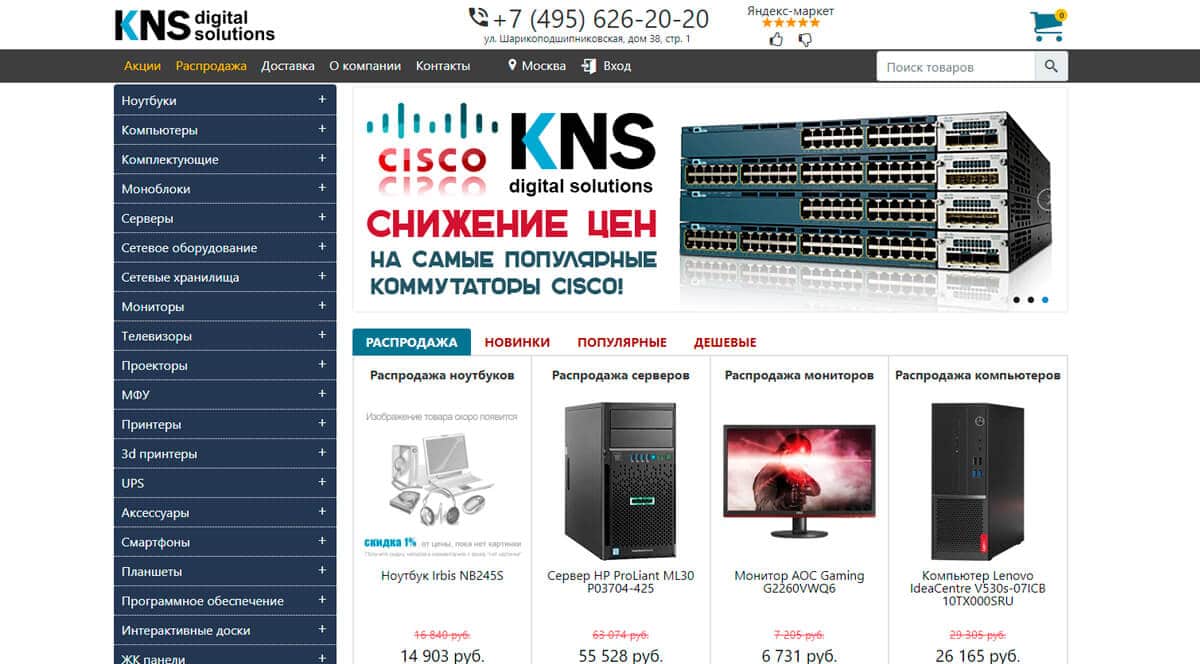 KNS digital solutions
+7 (495) 626-20-20
ул. Шарикоподшипниковская, дом 38, стр. 1
Яндекс-маркет
0
Акции Распродажа Доставка О компании Контакты Москва Вход
Поиск товаров
Ноутбуки +
Компьютеры +
Комплектующие +
Моноблоки +
Серверы +
Сетевое оборудование +
Сетевые хранилища +
Мониторы +
Телевизоры +
Проекторы +
МФУ +
Принтеры +
3d принтеры +
UPS +
Аксессуары +
Смартфоны +
Планшеты +
Программное обеспечение +
Интерактивные доски +
ЖК панели +
CISCO
KNS
digital solutions
СНИЖЕНИЕ ЦЕН
НА САМЫЕ ПОПУЛЯРНЫЕ
КОММУТАТОРЫ CISCO!
РАСПРОДАЖА НОВИНКИ ПОПУЛЯРНЫЕ ДЕШЕВЫЕ
Распродажа ноутбуков
Изображение товара скоро появится
скидка 1% от цены, пока нет картинки
Ноутбук Irbis NB245S
16 840 руб.
14 903 руб.
Распродажа серверов
Сервер HP ProLiant ML30
P03704-425
63 074 руб.
55 528 руб.
Распродажа мониторов
Монитор AOC Gaming
G2260VWQ6
7 205 руб.
6 731 руб.
Распродажа компьютеров
Компьютер Lenovo
IdeaCentre V530s-07ICB
10TX000SRU
29 305 руб.
26 165 руб.